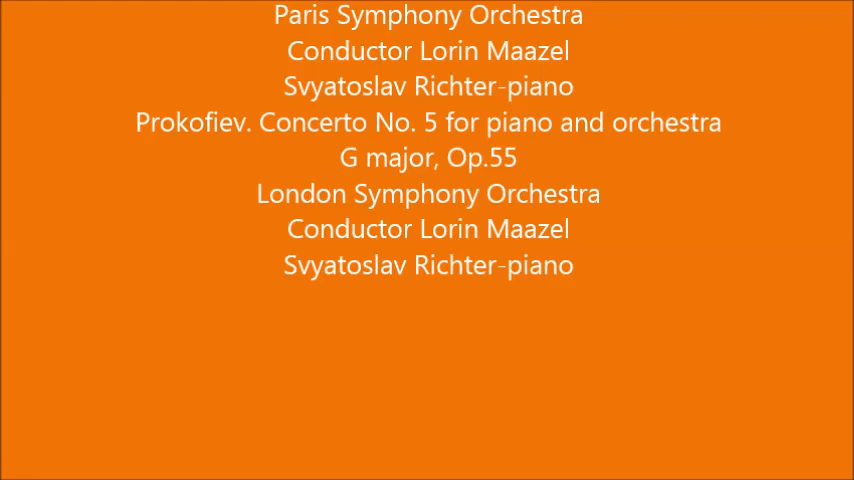 Paris Symphony Orchestra
Conductor Lorin Maazel
Svyatoslav Richter-piano
Prokofiev. Concerto No. 5 for piano and orchestra
G major, Op.55
London Symphony Orchestra
Conductor Lorin Maazel
Svyatoslav Richter-piano